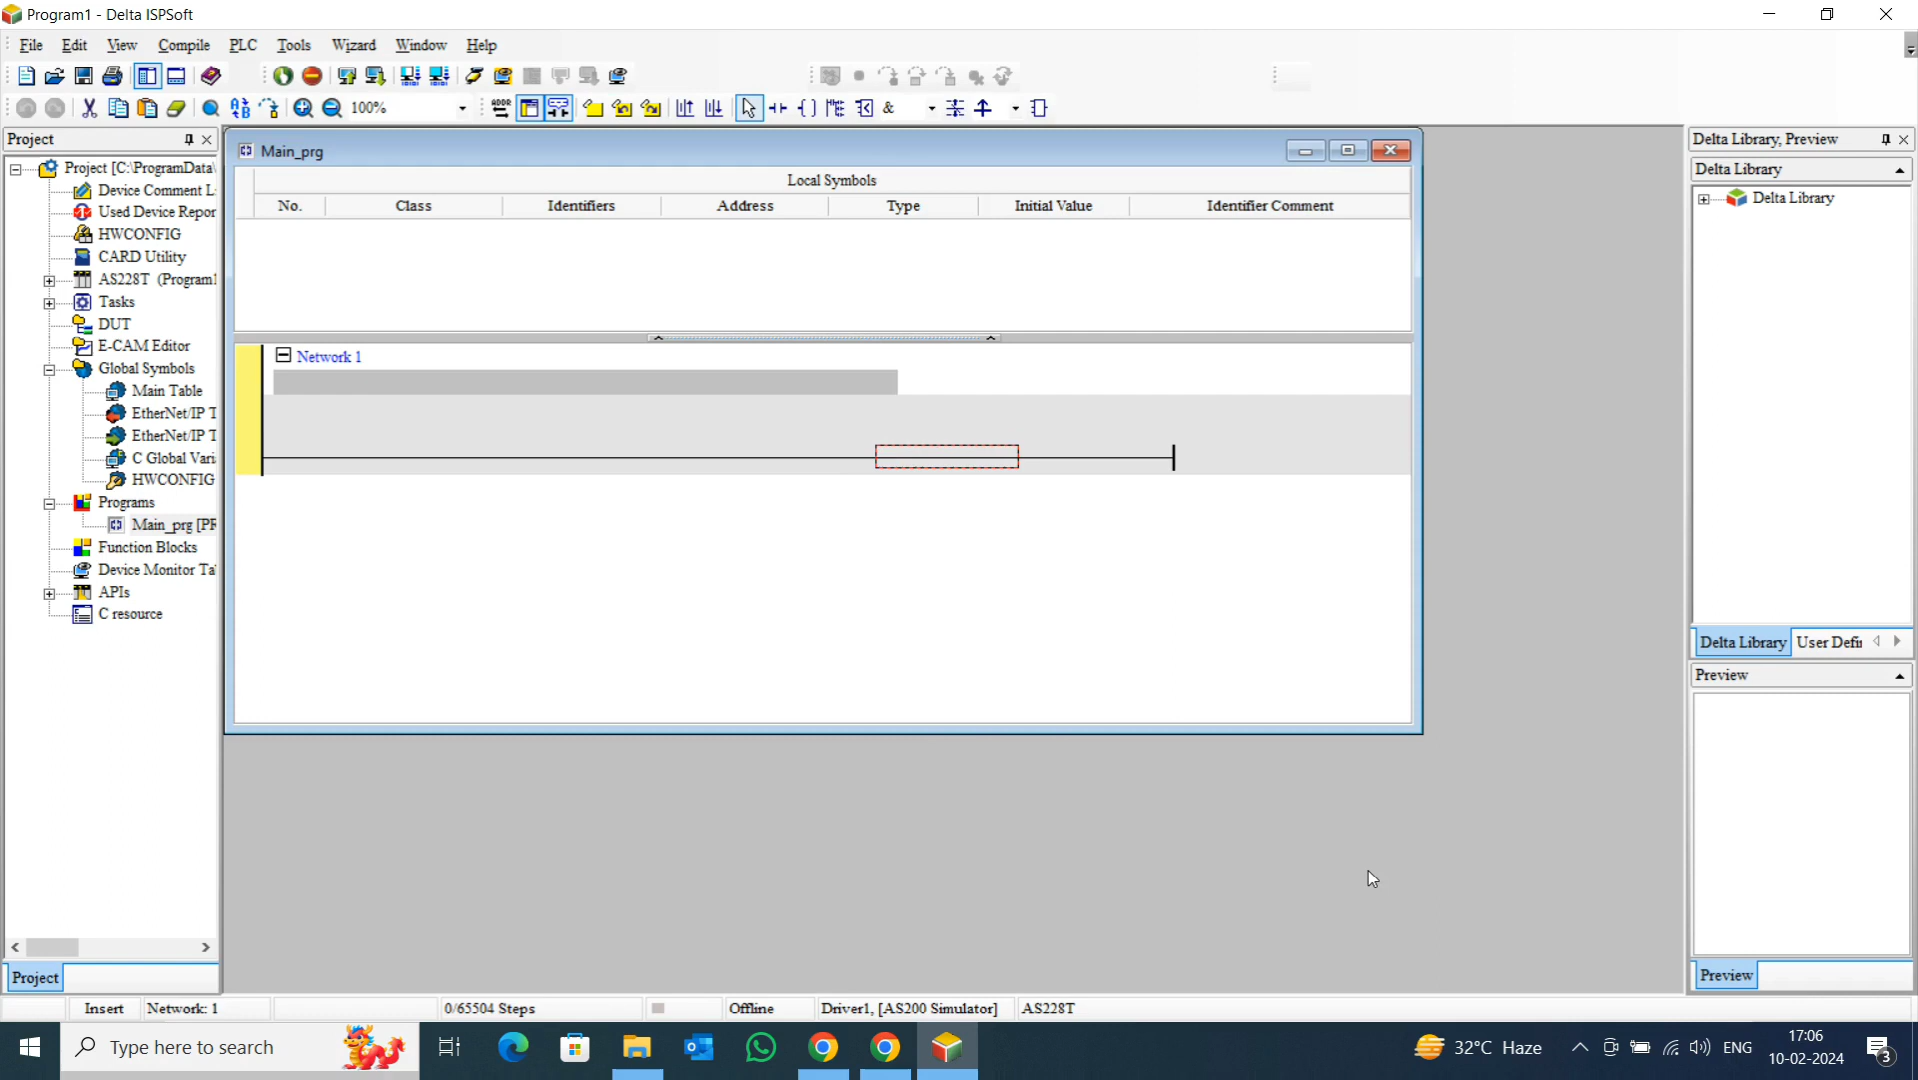 Program1 - Delta ISPSoft
File Edit View Compile PLC Tools Wizard Window Help
100% ADDR &
Project
Project [C:\ProgramData\
Device Comment L
Used Device Repor
HWCONFIG
CARD Utility
AS228T (Program1
Tasks
DUT
E-CAM Editor
Global Symbols
Main Table
EtherNet/IP T
EtherNet/IP T
C Global Vari
HWCONFIG
Programs
Main_prg [PR
Function Blocks
Device Monitor Ta
APIs
C resource
Project
Main_prg
Local Symbols
No. Class Identifiers Address Type Initial Value Identifier Comment
Network 1
Delta Library, Preview
Delta Library
Delta Library
Delta Library User Defi
Preview
Preview
Insert Network: 1 0/65504 Steps Offline Driver1, [AS200 Simulator] AS228T
Type here to search
32°C Haze
ENG
17:06
10-02-2024
3